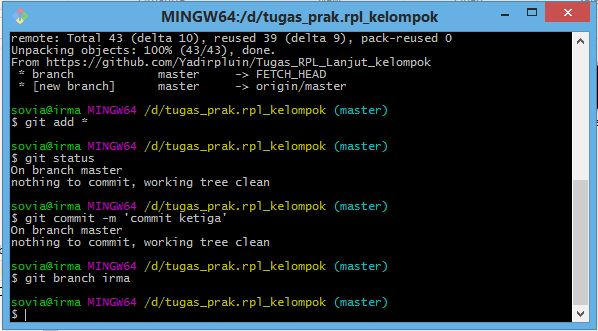 MINGW64:/d/tugas_prak.rpl_kelompok
remote: Total 43 (delta 10), reused 39 (delta 9), pack-reused 0
Unpacking objects: 100% (43/43), done.
From https://github.com/Yadirpluin/Tugas_RPL_Lanjut_kelompok
 * branch            master     -> FETCH_HEAD
 * [new branch]      master     -> origin/master
sovia@irma MINGW64 /d/tugas_prak.rpl_kelompok (master)
$ git add *
sovia@irma MINGW64 /d/tugas_prak.rpl_kelompok (master)
$ git status
On branch master
nothing to commit, working tree clean
sovia@irma MINGW64 /d/tugas_prak.rpl_kelompok (master)
$ git commit -m 'commit ketiga'
On branch master
nothing to commit, working tree clean
sovia@irma MINGW64 /d/tugas_prak.rpl_kelompok (master)
$ git branch irma
sovia@irma MINGW64 /d/tugas_prak.rpl_kelompok (master)
$